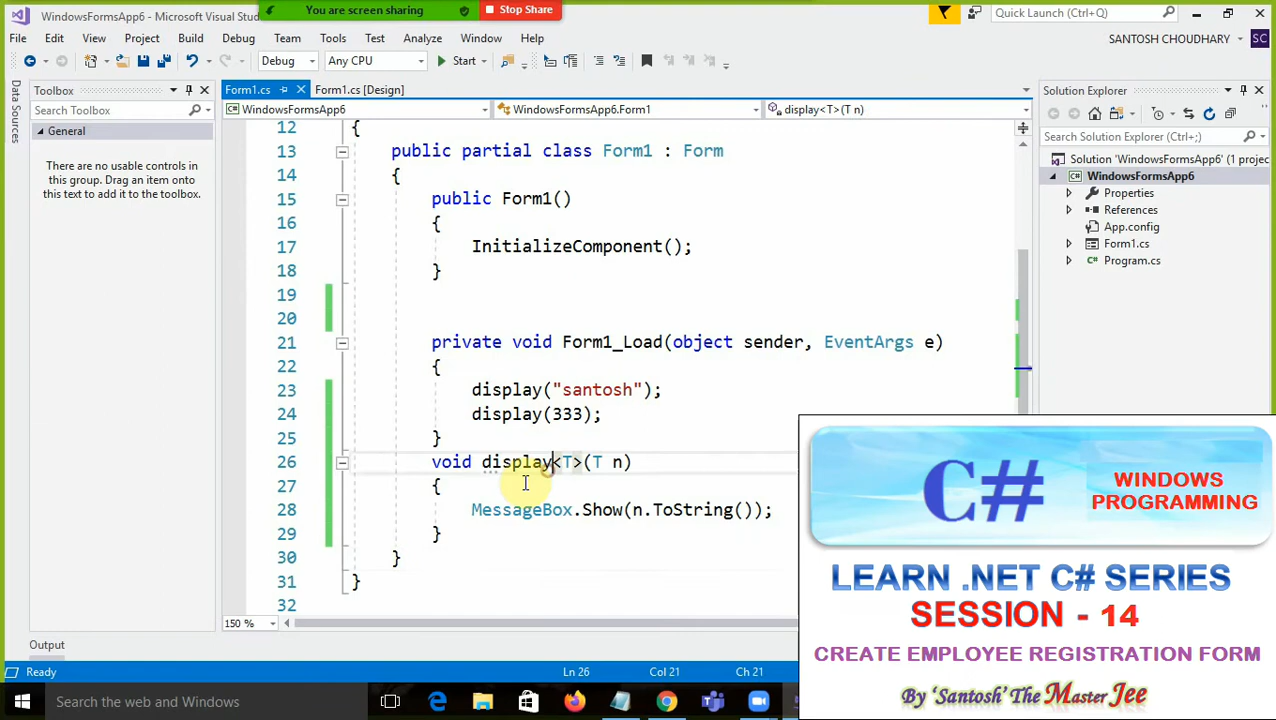 WindowsFormsApp6 - Microsoft Visual Stu
You are screen sharing
Stop Share
Quick Launch (Ctrl+Q)
File Edit View Project Build Debug Team Tools Test Analyze Window Help
SANTOSH CHOUDHARY
SC
Debug
Any CPU
Start
Data Sources
Toolbox
Search Toolbox
General
There are no usable controls in
this group. Drag an item onto
this text to add it to the toolbox.
Form1.cs
Form1.cs [Design]
WindowsFormsApp6
WindowsFormsApp6.Form1
display<T>(T n)
12 {
13 public partial class Form1 : Form
14 {
15 public Form1()
16 {
17 InitializeComponent();
18 }
19
20
21 private void Form1_Load(object sender, EventArgs e)
22 {
23 display("santosh");
24 display(333);
25 }
26 void display<T>(T n)
27 {
28 MessageBox.Show(n.ToString());
29 }
30 }
31 }
32
150 %
Solution Explorer
Search Solution Explorer (Ctrl+;)
Solution 'WindowsFormsApp6' (1 projec
WindowsFormsApp6
Properties
References
App.config
Form1.cs
Program.cs
C#
WINDOWS
PROGRAMMING
LEARN .NET C# SERIES
SESSION - 14
CREATE EMPLOYEE REGISTRATION FORM
By 'Santosh' The Master Jee
Output
Ready
Ln 26
Col 21
Ch 21
Search the web and Windows